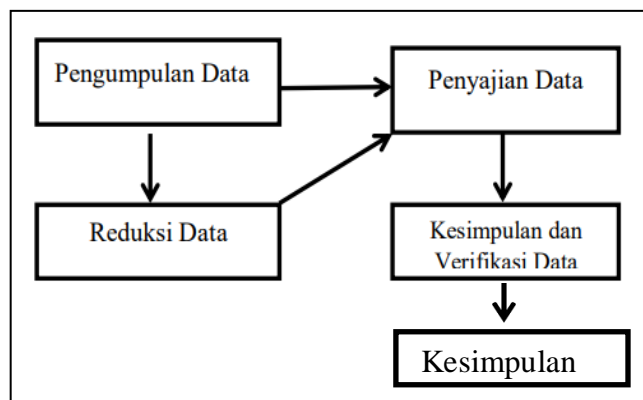 Pengumpulan Data
Penyajian Data
Reduksi Data
Kesimpulan dan
Verifikasi Data
Kesimpulan